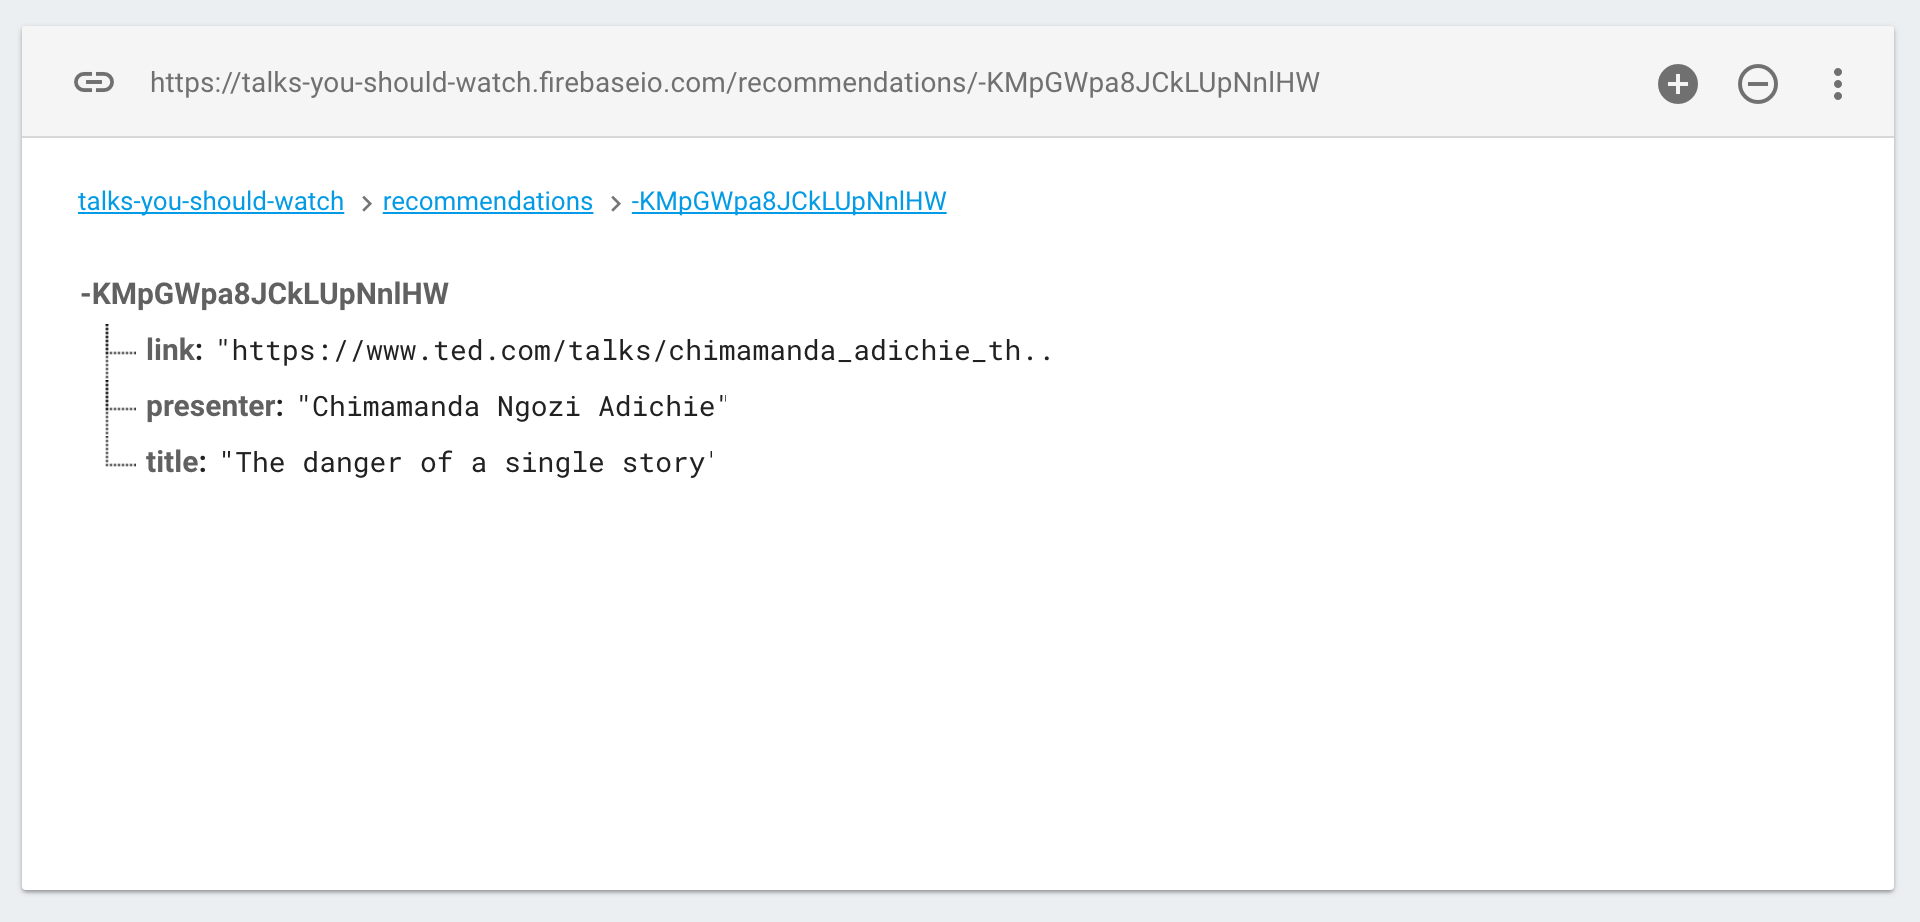 https://talks-you-should-watch.firebaseio.com/recommendations/-KMpGWpa8JCkLUpNnlHW
talks-you-should-watch > recommendations > -KMpGWpa8JCkLUpNnlHW
-KMpGWpa8JCkLUpNnlHW
link: "https://www.ted.com/talks/chimamanda_adichie_th..
presenter: "Chimamanda Ngozi Adichie"
title: "The danger of a single story'